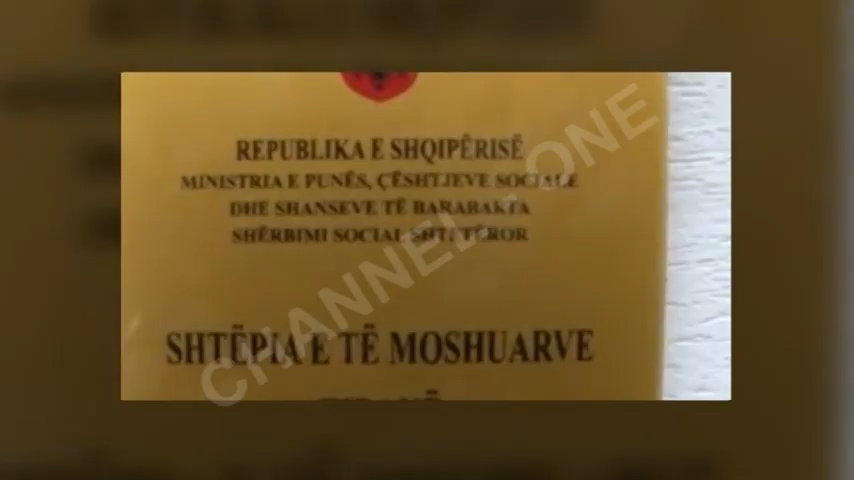 REPUBLIKA E SHQIPËRISË
MINISTRIA E PUNËS, ÇËSHTJEVE SOCIALE
DHE SHANSEVE TË BARABARTA
SHËRBIMI SOCIAL SHTETËROR
SHTËPIA E TË MOSHUARVE
CHANNEL - ONE